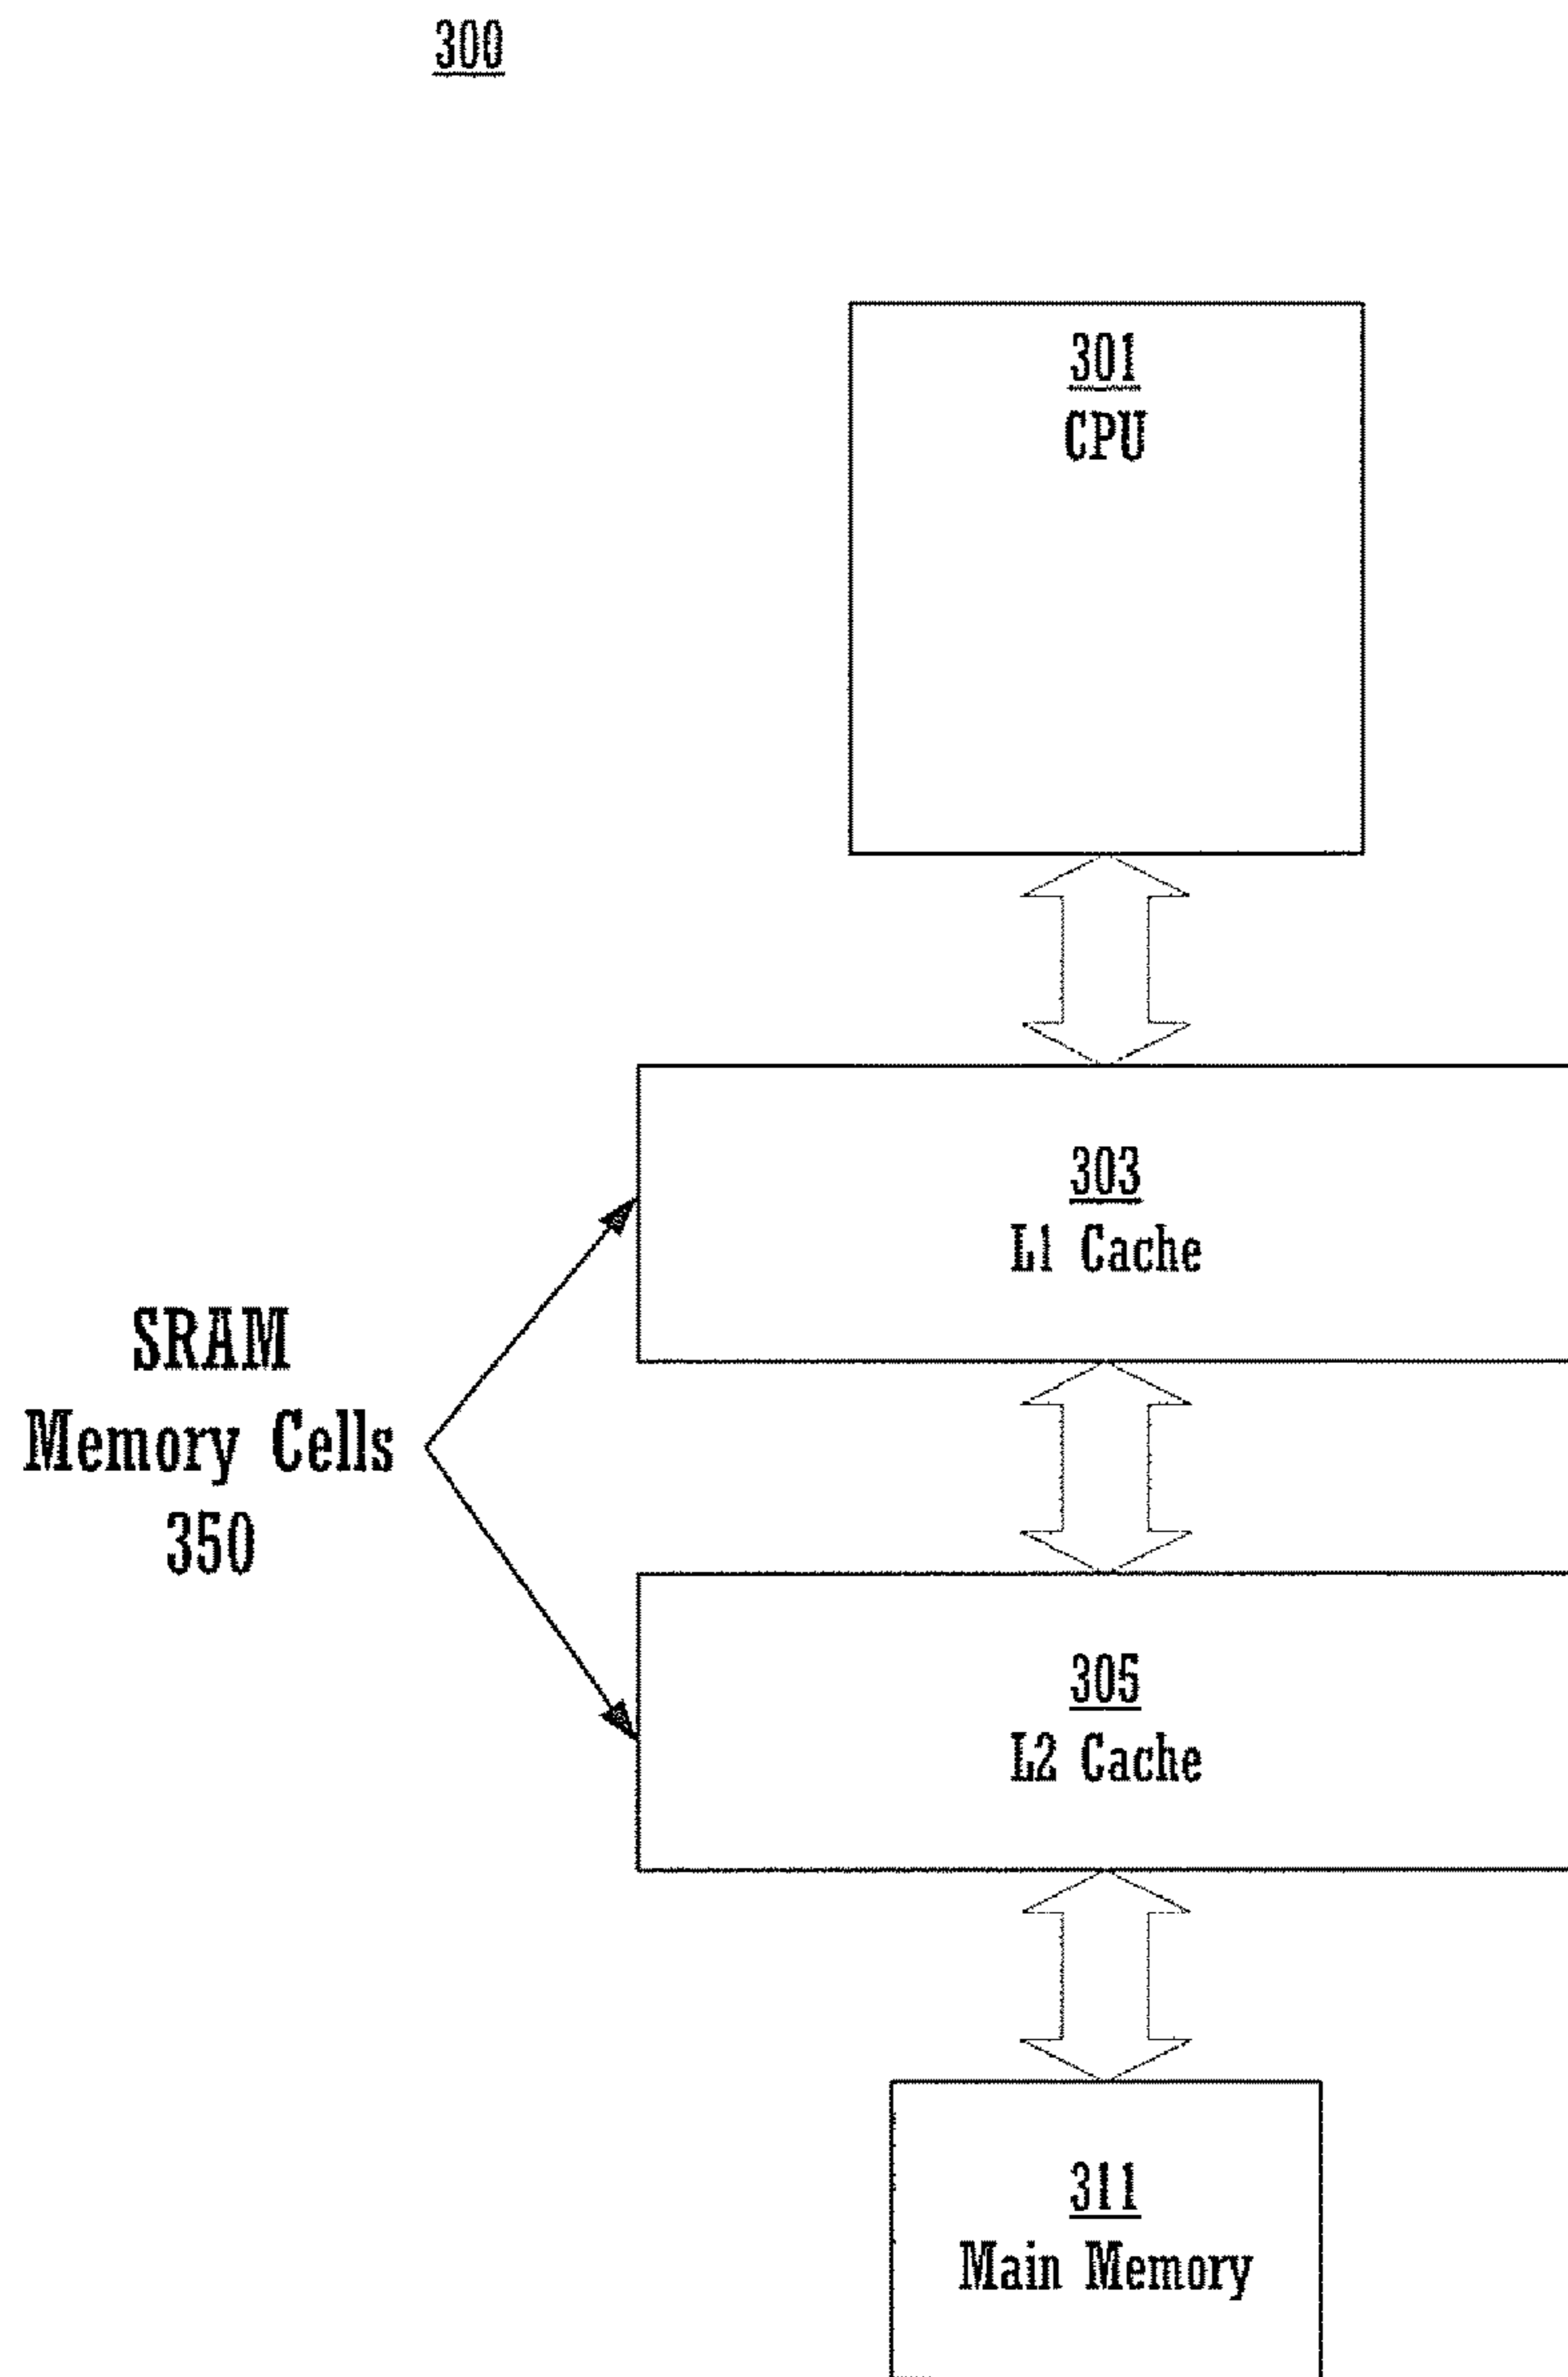 300
301
CPU
303
L1 Cache
SRAM
Memory Cells
350
305
L2 Cache
311
Main Memory